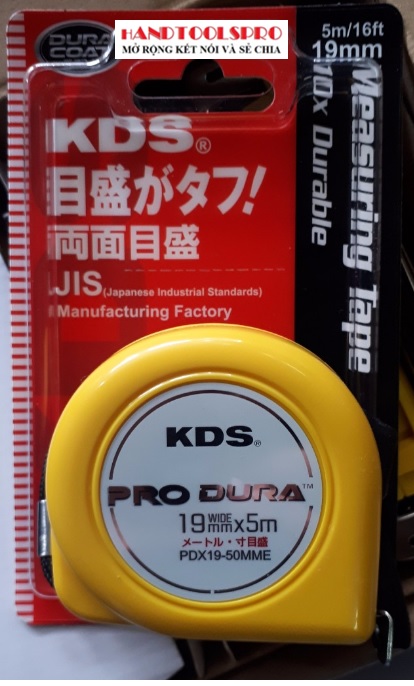 DURA
COAT
HANDTOOLSPRO
MỞ RỘNG KẾT NỐI VÀ SẺ CHIA
5m/16ft
19mm
Measuring Tape
10x Durable
KDS®
目盛がタフ!
両面目盛
JIS(Japanese Industrial Standards)
Manufacturing Factory
KDS®
PRO DURA™
19mm WIDE x5m
メートル・寸目盛
PDX19-50MME